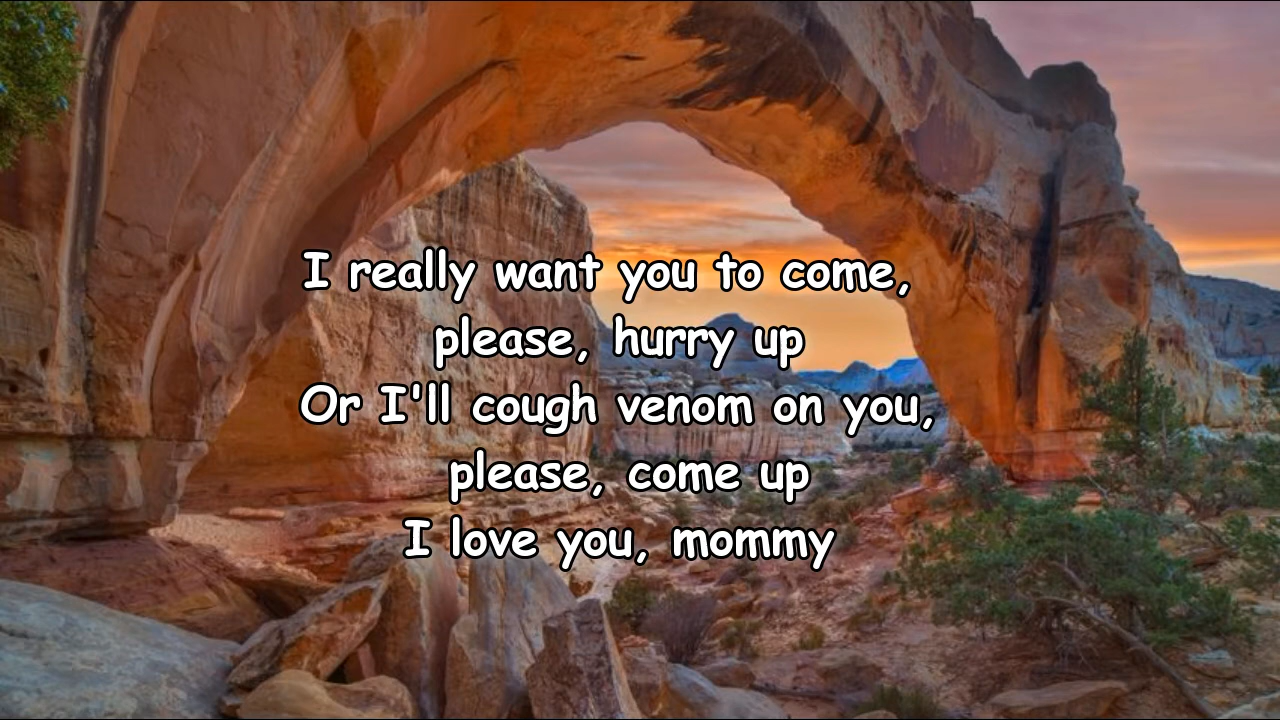 I really want you to come,
please, hurry up
Or I'll cough venom on you,
please, come up
I love you, mommy